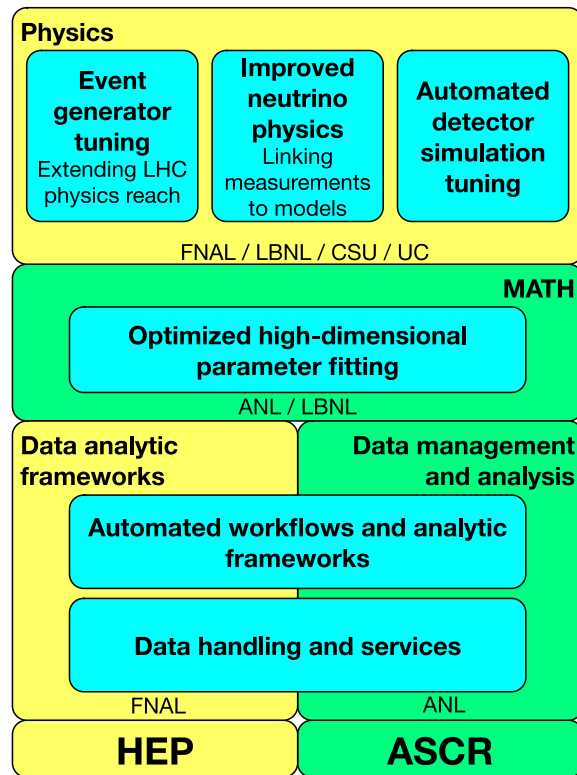 Physics
Event
generator
tuning
Extending LHC
physics reach
Improved
neutrino
physics
Linking
measurements
to models
Automated
detector
simulation
tuning
FNAL / LBNL / CSU / UC
MATH
Optimized high-dimensional
parameter fitting
ANL / LBNL
Data analytic
frameworks
Data management
and analysis
Automated workflows and analytic
frameworks
Data handling and services
FNAL
ANL
HEP
ASCR